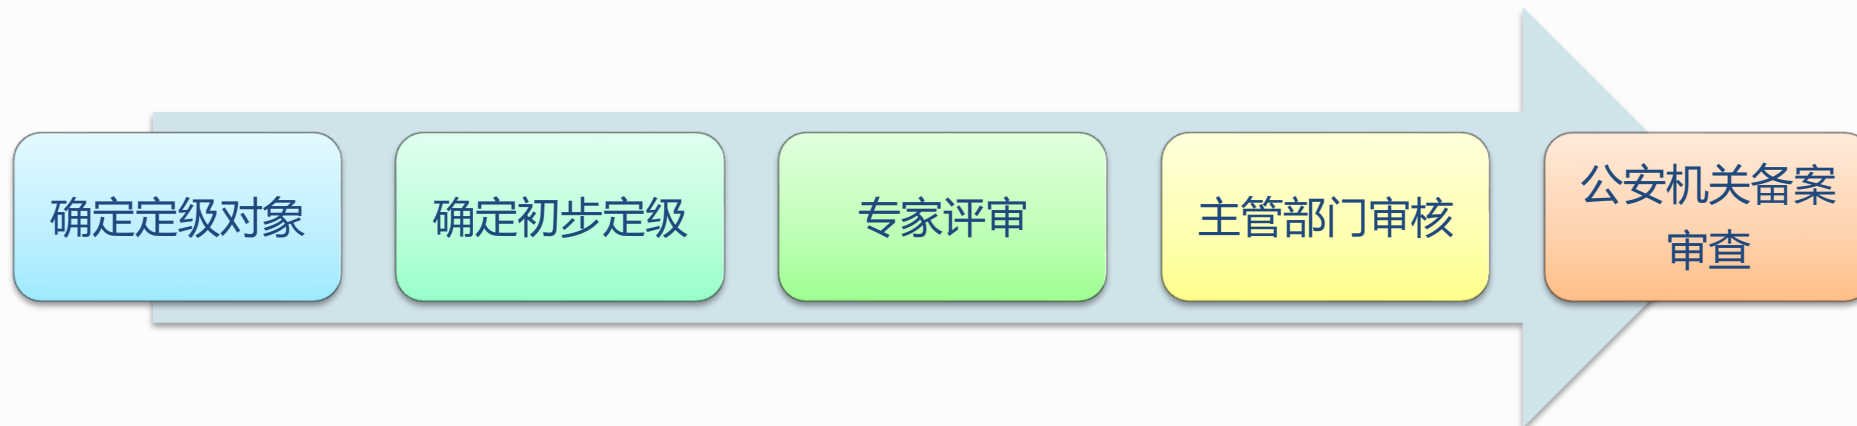 确定定级对象
确定初步定级
专家评审
主管部门审核
公安机关备案
审查